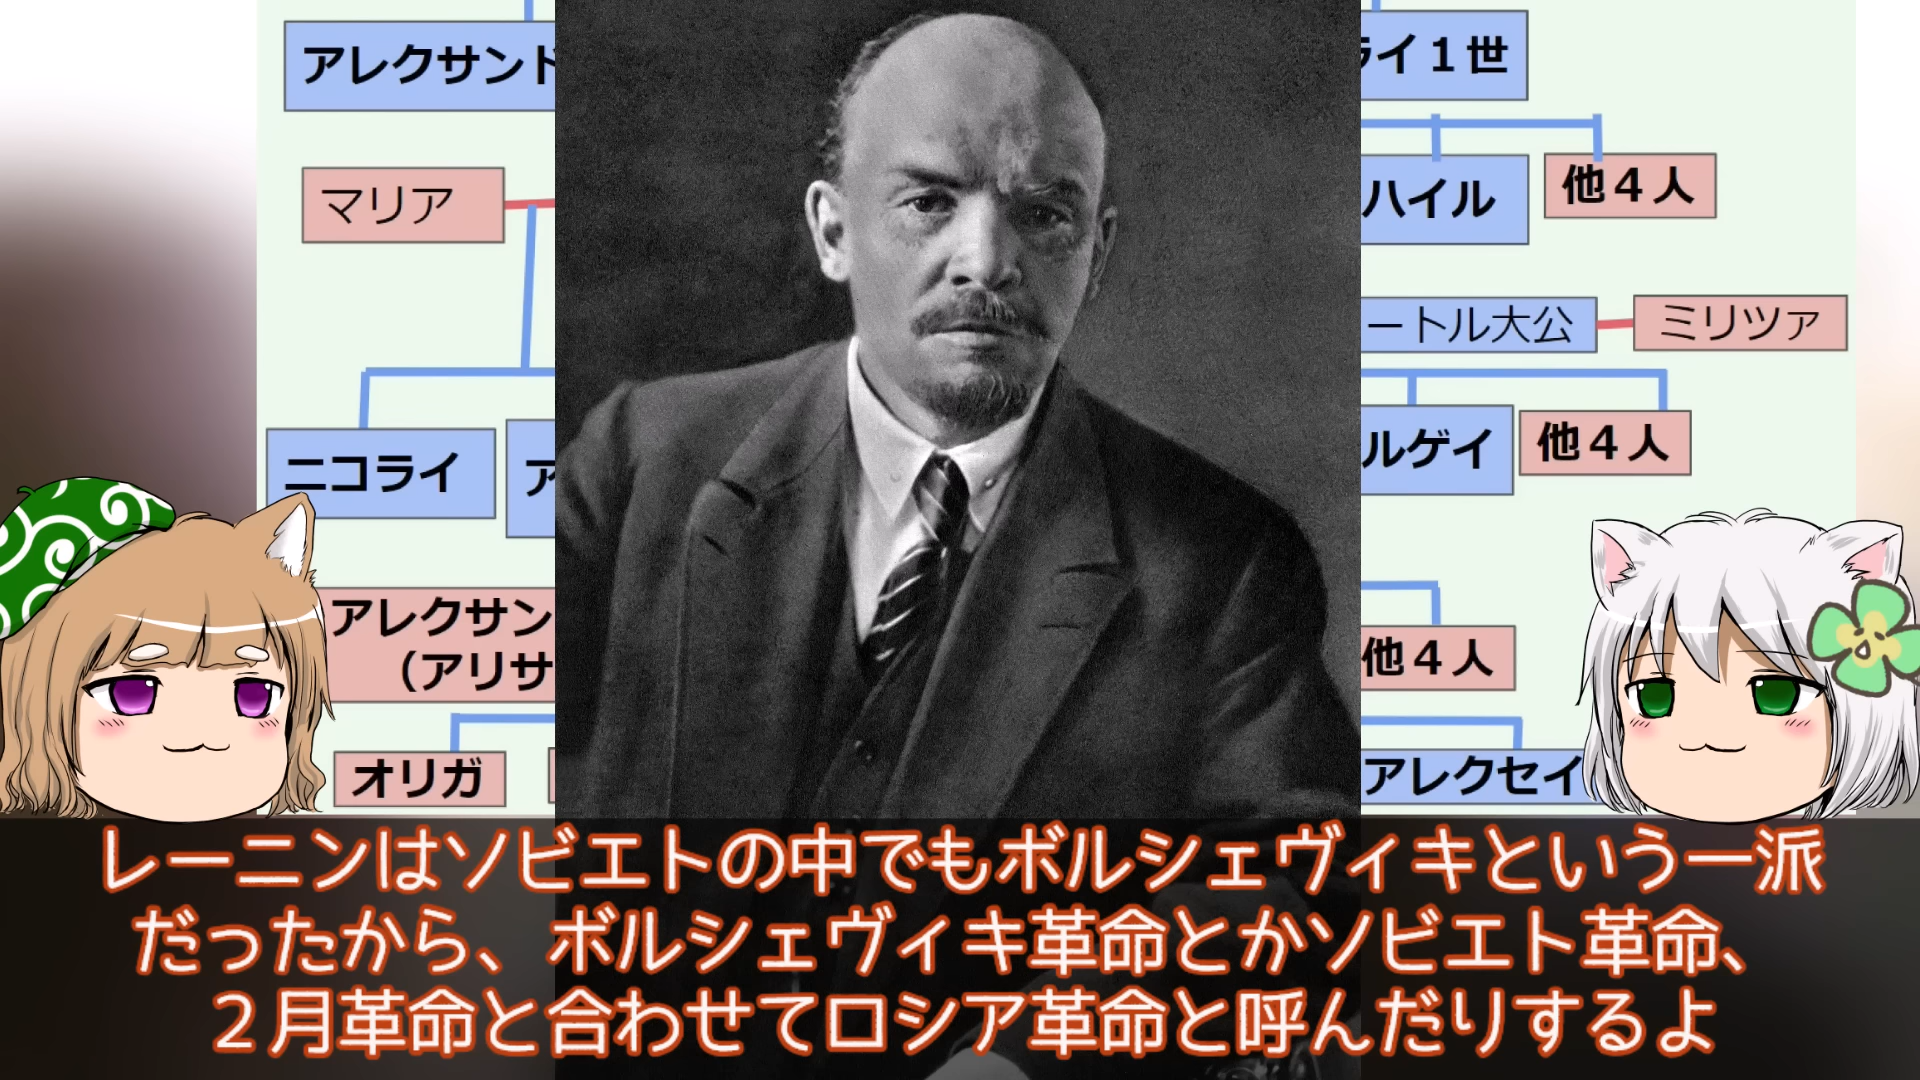 アレクサンド
ライ１世
マリア
ハイル
他４人
ートル大公
ミリツァ
ニコライ
ア
ルゲイ
他４人
アレクサン
（アリサ
他４人
オリガ
アレクセイ
レーニンはソビエトの中でもボルシェヴィキという一派
だったから、ボルシェヴィキ革命とかソビエト革命、
２月革命と合わせてロシア革命と呼んだりするよ